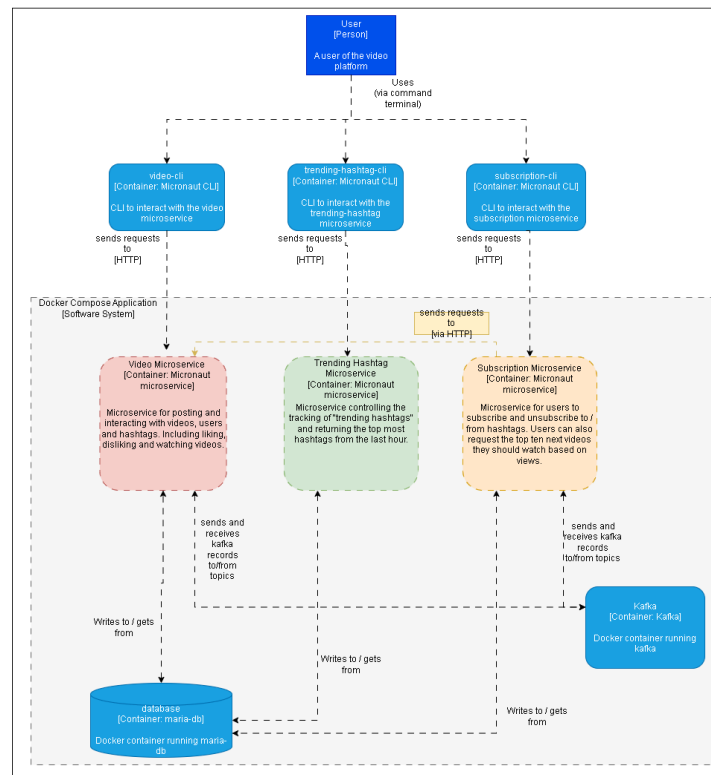 User
[Person]
A user of the video
platform
Uses
(via command
terminal)
video-cli
[Container: Micronaut CLI]
CLI to interact with the video
microservice
trending-hashtag-cli
[Container: Micronaut CLI]
CLI to interact with the
trending-hashtag microservice
subscription-cli
[Container: Micronaut CLI]
CLI to interact with the
subscription microservice
sends requests
to
[HTTP]
sends requests
to
[HTTP]
sends requests
to
[HTTP]
Docker Compose Application
[Software System]
sends requests
to
[via HTTP]
Video Microservice
[Container: Micronaut
microservice]
Microservice for posting and
interacting with videos, users
and hashtags. Including liking,
disliking and watching videos.
Trending Hashtag
Microservice
[Container: Micronaut
microservice]
Microservice controlling the
tracking of "trending hashtags"
and returning the top most
hashtags from the last hour.
Subscription Microservice
[Container: Micronaut
microservice]
Microservice for users to
subscribe and unsubscribe to /
from hashtags. Users can also
request the top ten next videos
they should watch based on
views.
sends and
receives
kafka
records
to/from topics
sends and
receives kafka
records
to/from topics
Kafka
[Container: Kafka]
Docker container running
kafka
Writes to / gets
from
Writes to / gets
from
Writes to / gets
from
database
[Container: maria-db]
Docker container running maria-
db